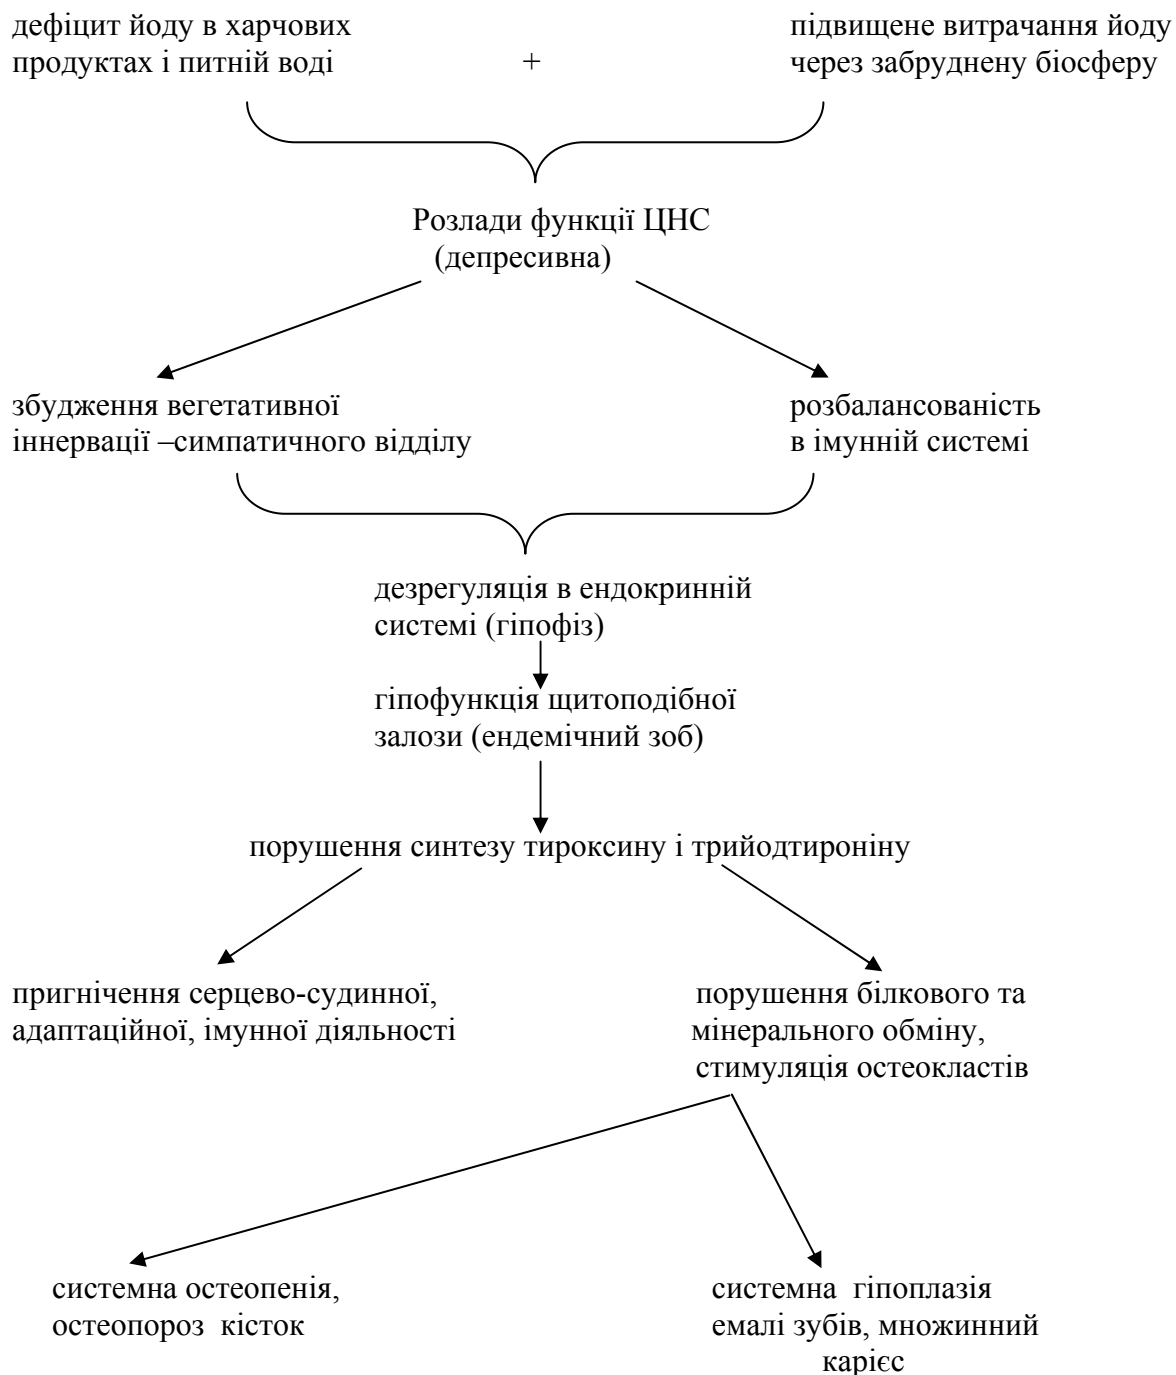 дефіцит йоду в харчових
продуктах і питній воді
+
підвищене витрачання йоду
через забруднену біосферу
Розлади функції ЦНС
(депресивна)
збудження вегетативної
іннервації –симпатичного відділу
розбалансованість
в імунній системі
дезрегуляція в ендокринній
системі (гіпофіз)
гіпофункція щитоподібної
залози (ендемічний зоб)
порушення синтезу тироксину і трийодтироніну
пригнічення серцево-судинної,
адаптаційної, імунної діяльності
порушення білкового та
мінерального обміну,
стимуляція остеокластів
системна остеопенія,
остеопороз кісток
системна гіпоплазія
емалі зубів, множинний
карієс